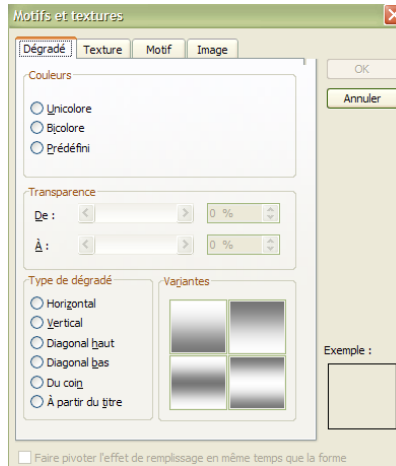 Motifs et textures
Dégradé Texture Motif Image
Couleurs
Unicolore
Bicolore
Prédéfini
OK
Annuler
Transparence
De : 0 %
À : 0 %
Type de dégradé
Horizontal
Vertical
Diagonal haut
Diagonal bas
Du coin
À partir du titre
Variantes
Exemple :
Faire pivoter l'effet de remplissage en même temps que la forme